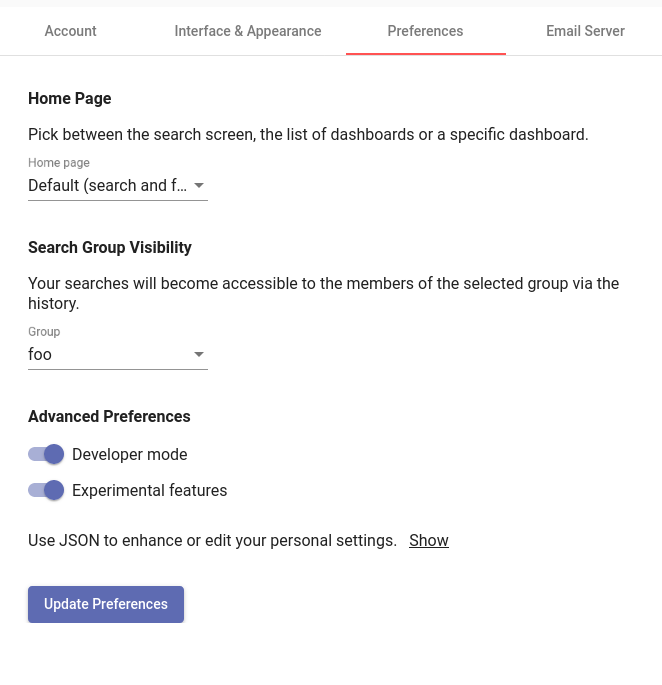 Account Interface & Appearance Preferences Email Server
Home Page
Pick between the search screen, the list of dashboards or a specific dashboard.
Home page
Default (search and f...
Search Group Visibility
Your searches will become accessible to the members of the selected group via the
history.
Group
foo
Advanced Preferences
Developer mode
Experimental features
Use JSON to enhance or edit your personal settings. Show
Update Preferences